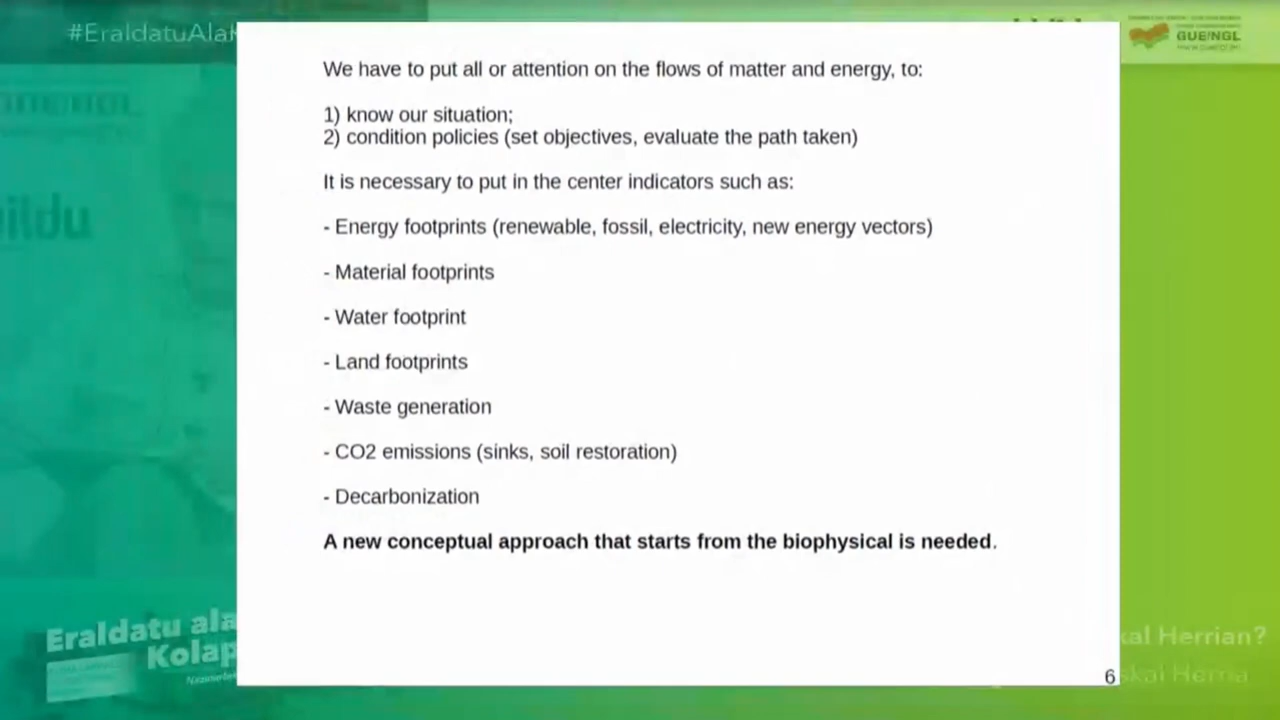 #EraldatuAla
GUE/NGL
We have to put all or attention on the flows of matter and energy, to:
1) know our situation;
2) condition policies (set objectives, evaluate the path taken)
It is necessary to put in the center indicators such as:
- Energy footprints (renewable, fossil, electricity, new energy vectors)
- Material footprints
- Water footprint
- Land footprints
- Waste generation
- CO2 emissions (sinks, soil restoration)
- Decarbonization
A new conceptual approach that starts from the biophysical is needed.
6
ildu
Eraldatu ala
Kolap
kal Herrian?
skal Herria